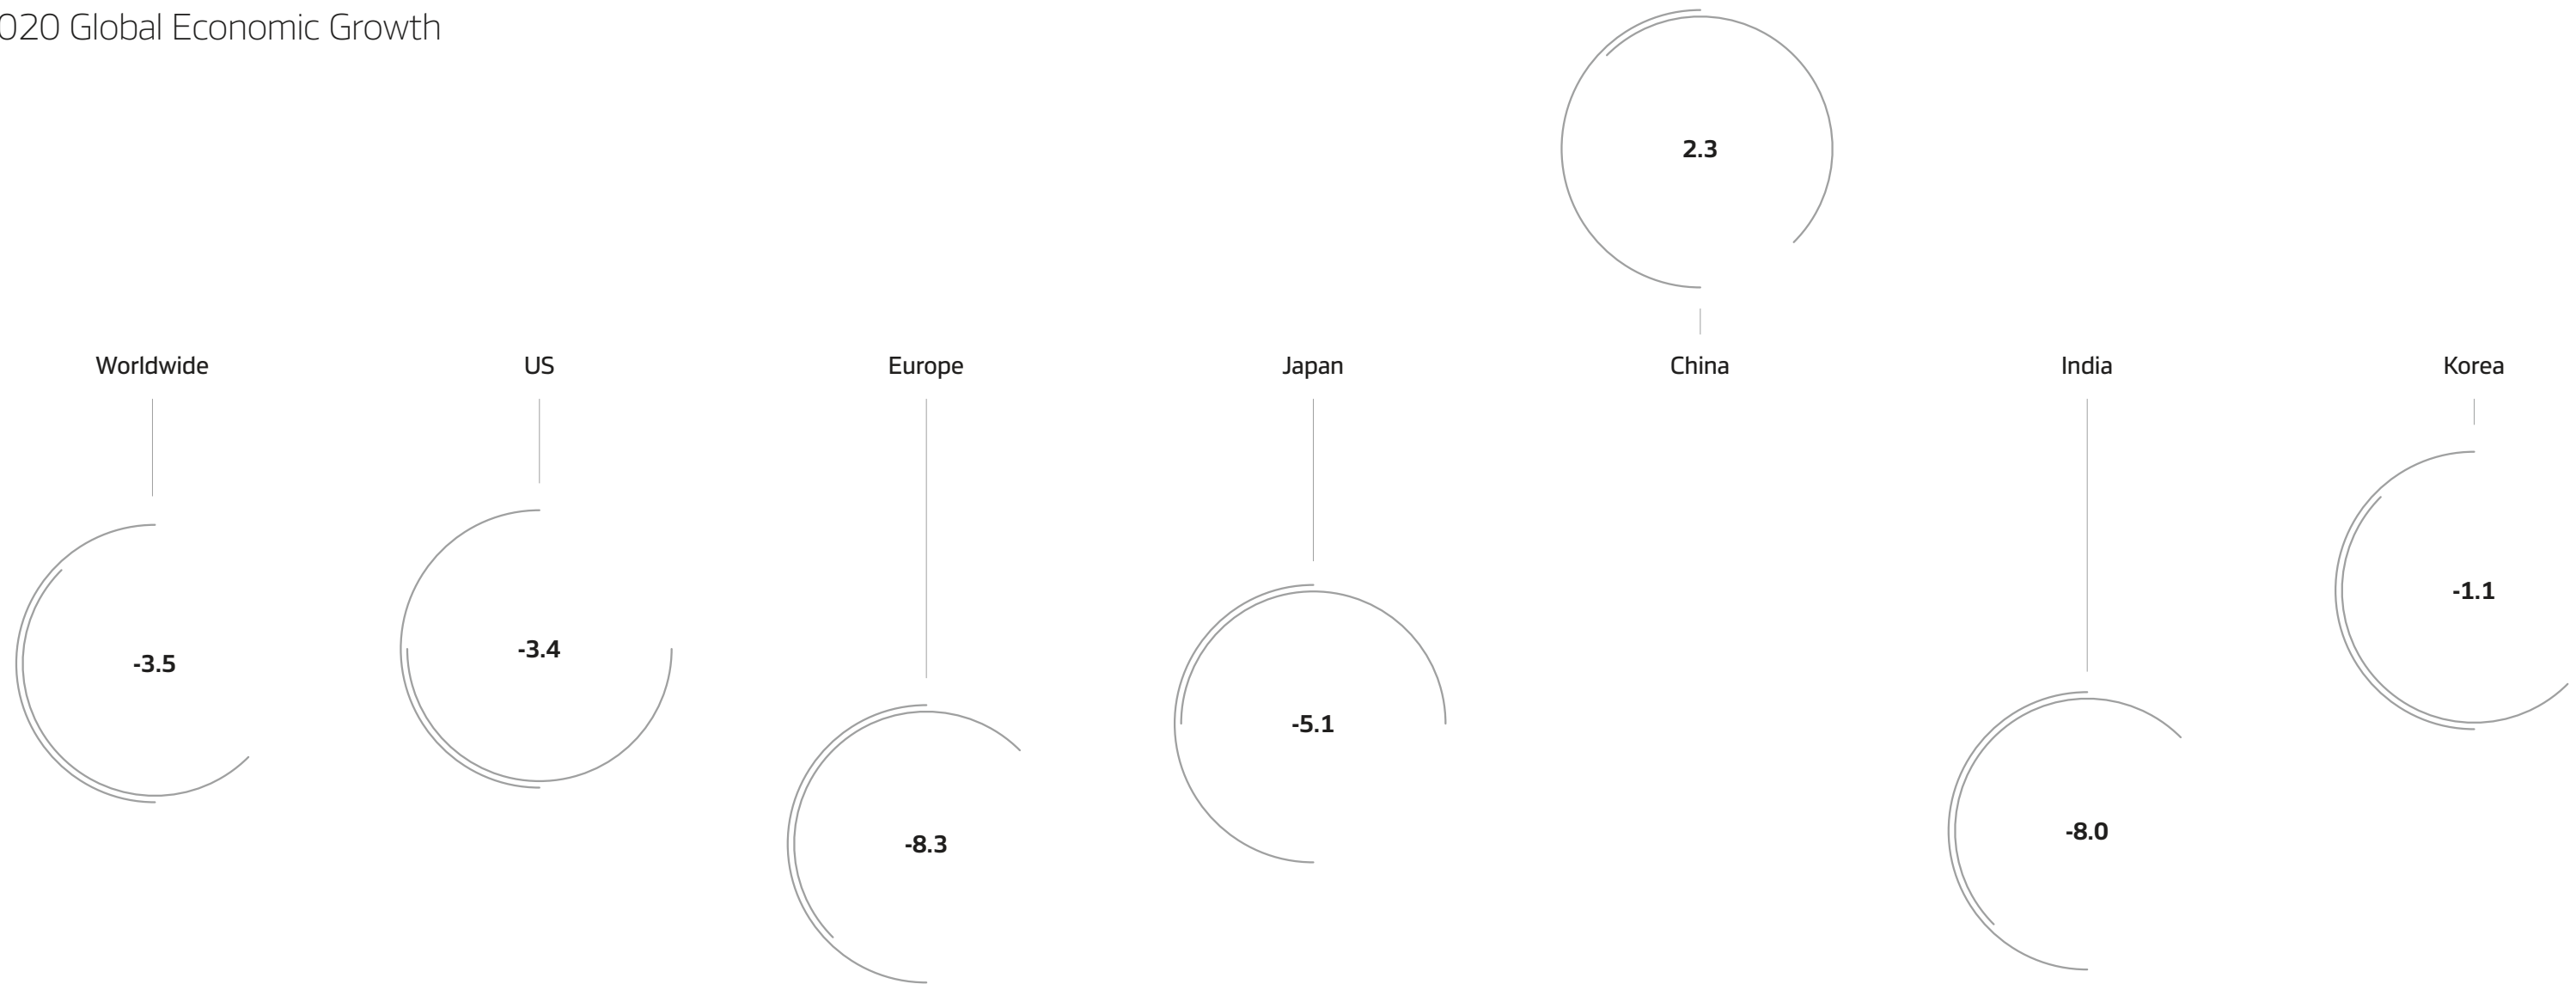 020 Global Economic Growth
2.3
Worldwide
US
Europe
Japan
China
India
Korea
-3.5
-3.4
-8.3
-5.1
-8.0
-1.1